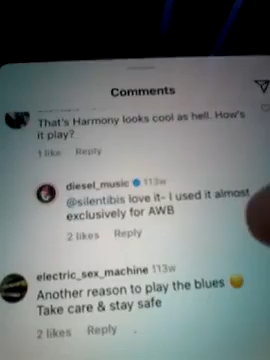 Comments
That's Harmony looks cool as hell. How's
it play?
1 like Reply
diesel_music 113w
@silentibis love it- I used it almost
exclusively for AWB
2 likes Reply
electric_sex_machine 113w
Another reason to play the blues
Take care & stay safe
2 likes Reply